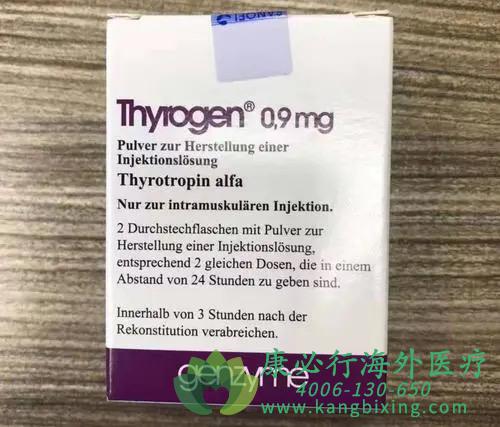 SANOFI
Thyrogen® 0,9 mg
Pulver zur Herstellung einer
Injektionslösung
Thyrotropin alfa
Nur zur intramuskulären Injektion.
2 Durchstechflaschen mit Pulver zur
Herstellung einer Injektionslösung,
entsprechend 2 gleichen Dosen, die in einem
Abstand von 24 Stunden zu geben sind.
Innerhalb von 3 Stunden nach der
Rekonstitution verabreichen.
genzyme
康必行海外医疗
4006-130-650
www.kangbixing.com